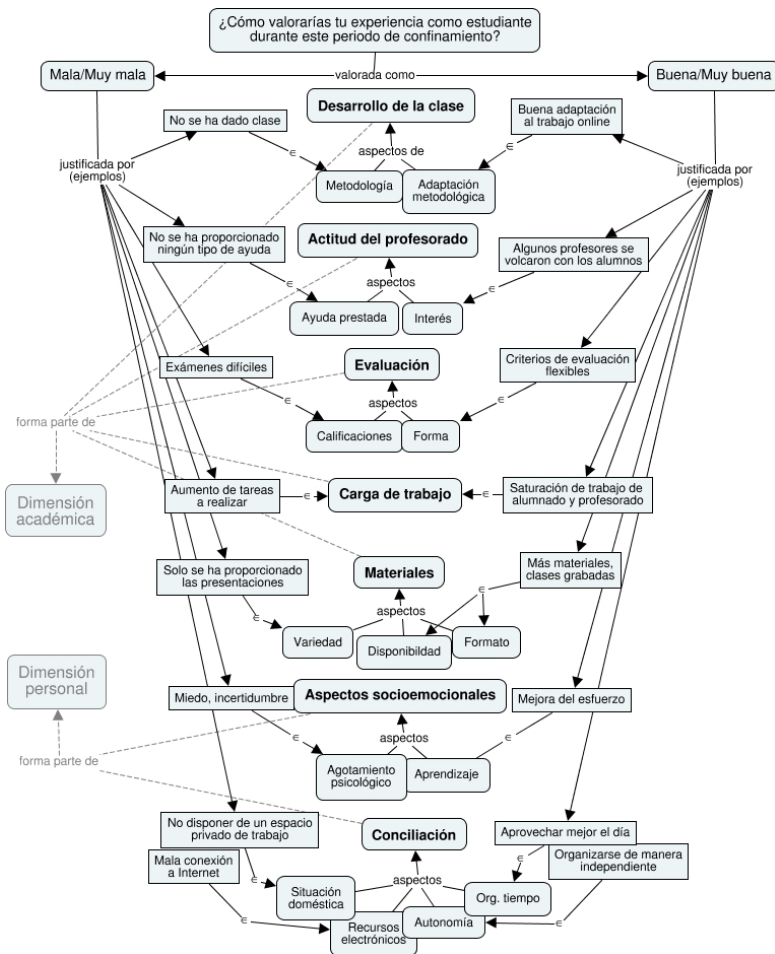 ¿Cómo valorarías tu experiencia como estudiante
durante este periodo de confinamiento?
Mala/Muy mala
valorada como
Buena/Muy buena
Desarrollo de la clase
No se ha dado clase
Buena adaptación
al trabajo online
∈
aspectos de
∈
justificada por
(ejemplos)
justificada por
(ejemplos)
Metodología
Adaptación
metodológica
No se ha proporcionado
ningún tipo de ayuda
Actitud del profesorado
Algunos profesores se
volcaron con los alumnos
∈
aspectos
∈
Ayuda prestada
Interés
Exámenes difíciles
Evaluación
Criterios de evaluación
flexibles
∈
aspectos
∈
forma parte de
Calificaciones
Forma
Dimensión
académica
Aumento de tareas
a realizar
∈
Carga de trabajo
∈
Saturación de trabajo de
alumnado y profesorado
Solo se ha proporcionado
las presentaciones
Materiales
Más materiales,
clases grabadas
∈
aspectos
∈
Variedad
Disponibildad
Formato
Dimensión
personal
Miedo, incertidumbre
Aspectos socioemocionales
Mejora del esfuerzo
∈
aspectos
∈
forma parte de
Agotamiento
psicológico
Aprendizaje
No disponer de un espacio
privado de trabajo
Conciliación
Aprovechar mejor el día
Mala conexión
a Internet
Organizarse de manera
independiente
∈
aspectos
∈
Situación
doméstica
Org. tiempo
∈
Recursos
electrónicos
Autonomía
∈